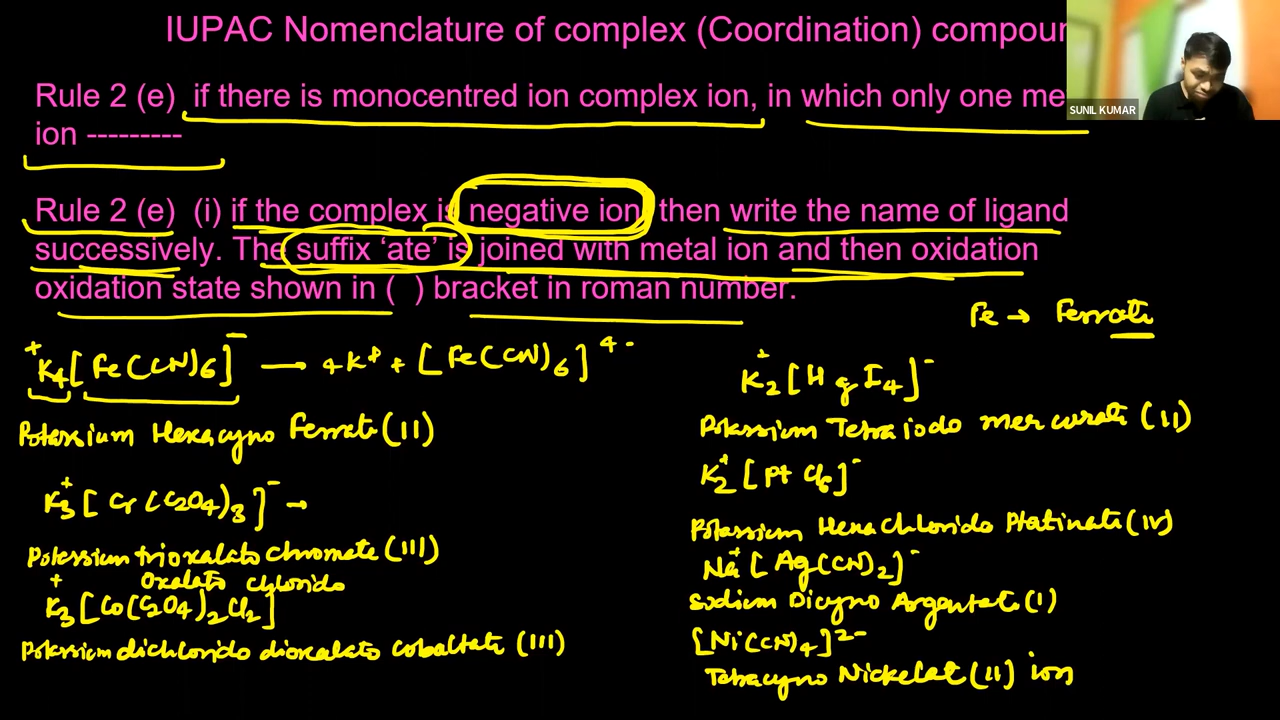 IUPAC Nomenclature of complex (Coordination) compoun
SUNIL KUMAR
Rule 2 (e) if there is monocentred ion complex ion, in which only one me
ion ---------
Rule 2 (e) (i) if the complex is negative ion, then write the name of ligand
successively. The suffix ‘ate’ is joined with metal ion and then oxidation
oxidation state shown in ( ) bracket in roman number.
Fe → Ferrate
⁺K₄[Fe(CN)₆]⁻ → 4K⁺ + [Fe(CN)₆]⁴⁻
Potassium Hexacyno Ferrate (II)
K₃⁺[Cr(C₂O₄)₃]⁻ →
Potassium trioxalato chromate (III)
Oxalato chlorido
K₃⁺[Co(C₂O₄)₂Cl₂]
Potassium dichlorido dioxalato cobaltate (III)
K₂⁺[HgI₄]⁻
Potassium Tetraiodo mercurate (II)
K₂⁺[PtCl₆]⁻
Potassium Hexachlorido Platinate (IV)
Na⁺[Ag(CN)₂]⁻
Sodium Dicyno Argentate (I)
[Ni(CN)₄]²⁻
Tetracyno Nickelate (II) ion